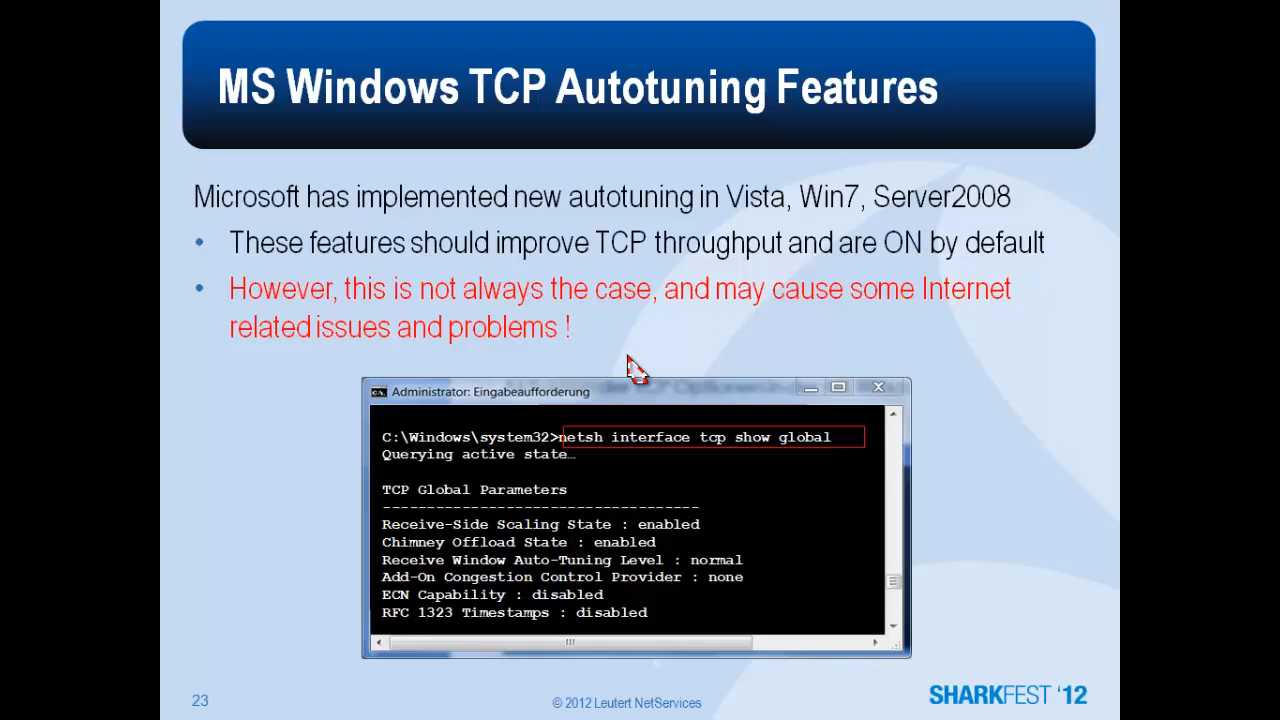 MS Windows TCP Autotuning Features
Microsoft has implemented new autotuning in Vista, Win7, Server2008
• These features should improve TCP throughput and are ON by default
• However, this is not always the case, and may cause some Internet
related issues and problems !
Administrator: Eingabeaufforderung
C:\Windows\system32>netsh interface tcp show global
Querying active state…
TCP Global Parameters
------------------------------------
Receive-Side Scaling State : enabled
Chimney Offload State : enabled
Receive Window Auto-Tuning Level : normal
Add-On Congestion Control Provider : none
ECN Capability : disabled
RFC 1323 Timestamps : disabled
23
© 2012 Leutert NetServices
SHARKFEST '12